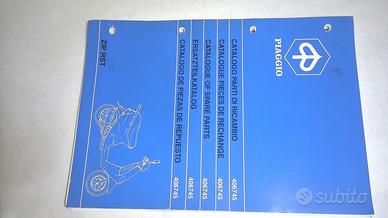 PIAGGIO
CATALOGO PARTI DI RICAMBIO 406745
CATALOGUE PIECES DE RECHANGE 406745
CATALOGUE OF SPARE PARTS 406745
ERSATZTEILKATALOG 406745
CATALOGO DE PIEZAS DE REPUESTO 406745
ZIP RST
subito